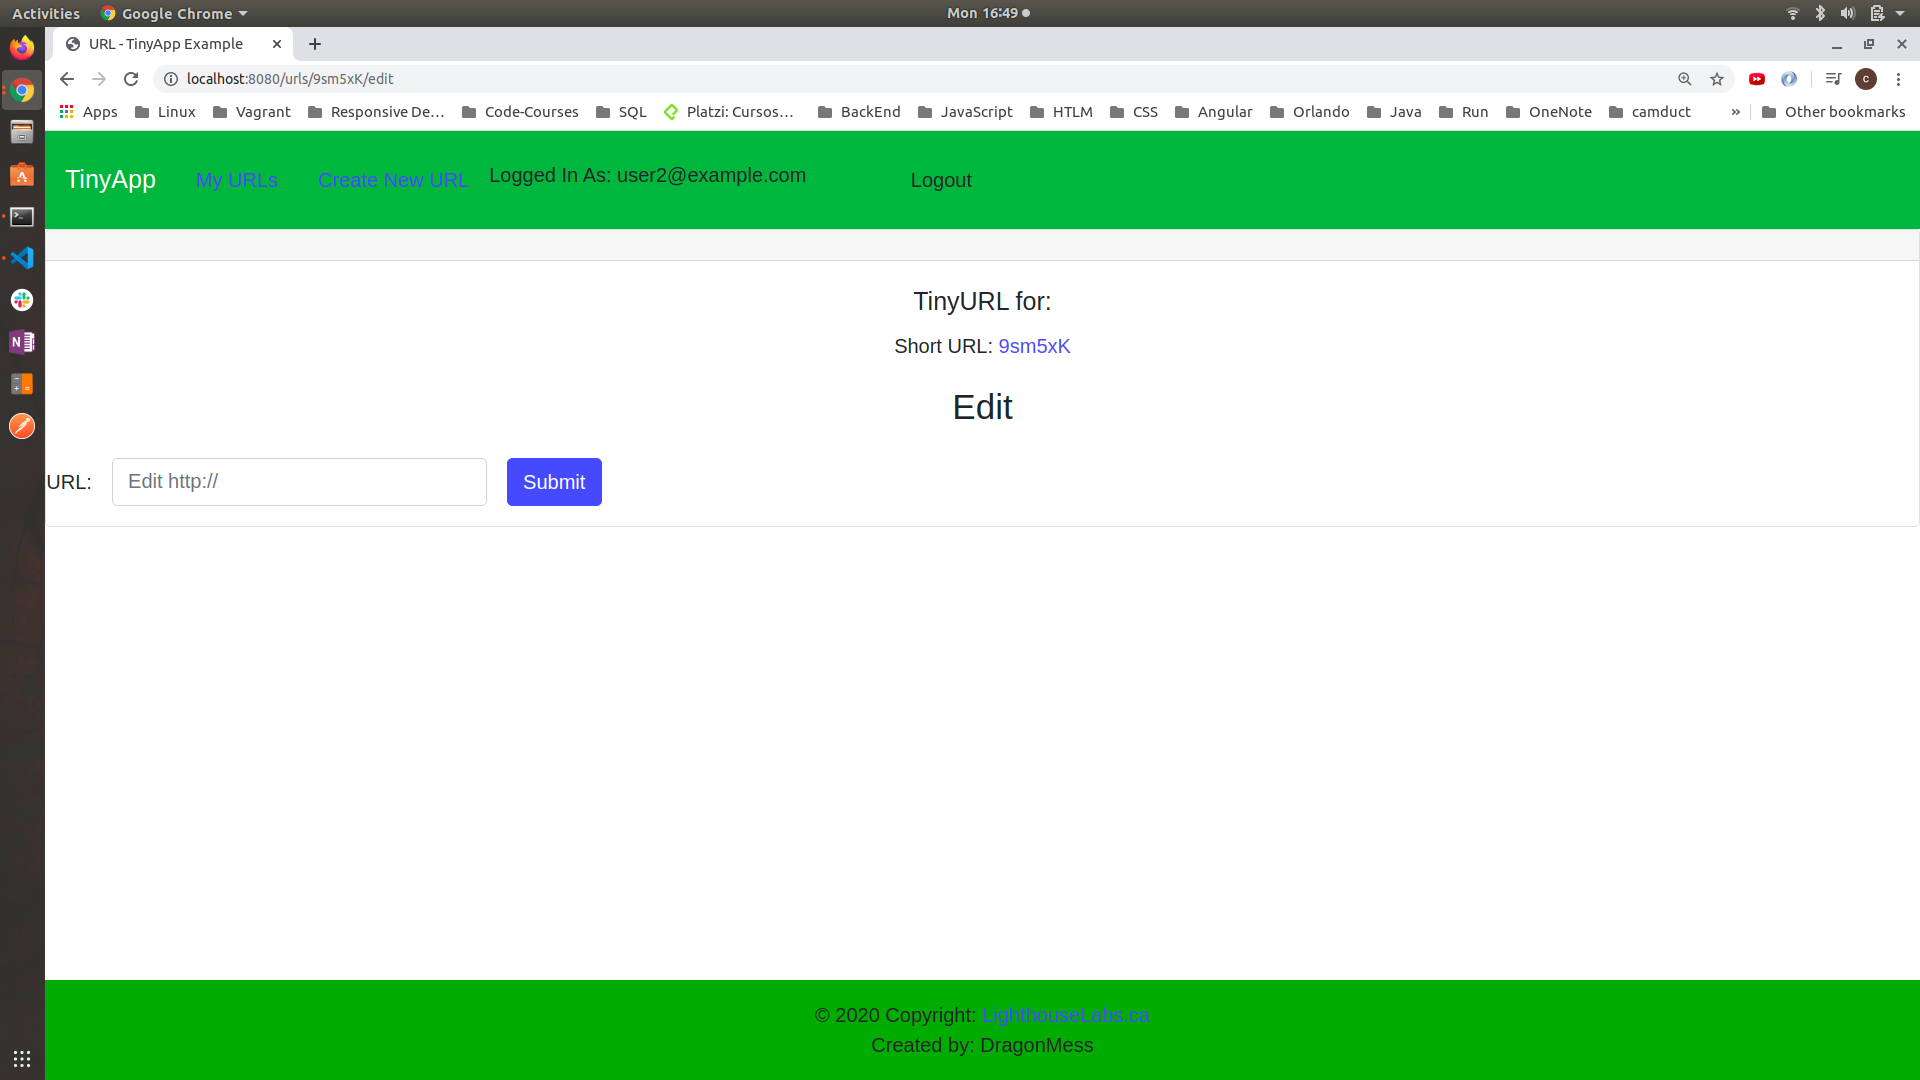 Activities Google Chrome Mon 16:49
URL - TinyApp Example
localhost:8080/urls/9sm5xK/edit c
Apps Linux Vagrant Responsive De… Code-Courses SQL Platzi: Cursos… BackEnd JavaScript HTLM CSS Angular Orlando Java Run OneNote camduct » Other bookmarks
TinyApp My URLs Create New URL Logged In As: user2@example.com Logout
TinyURL for:
Short URL: 9sm5xK
Edit
URL: Edit http:// Submit
© 2020 Copyright: LighthouseLabs.ca
Created by: DragonMess